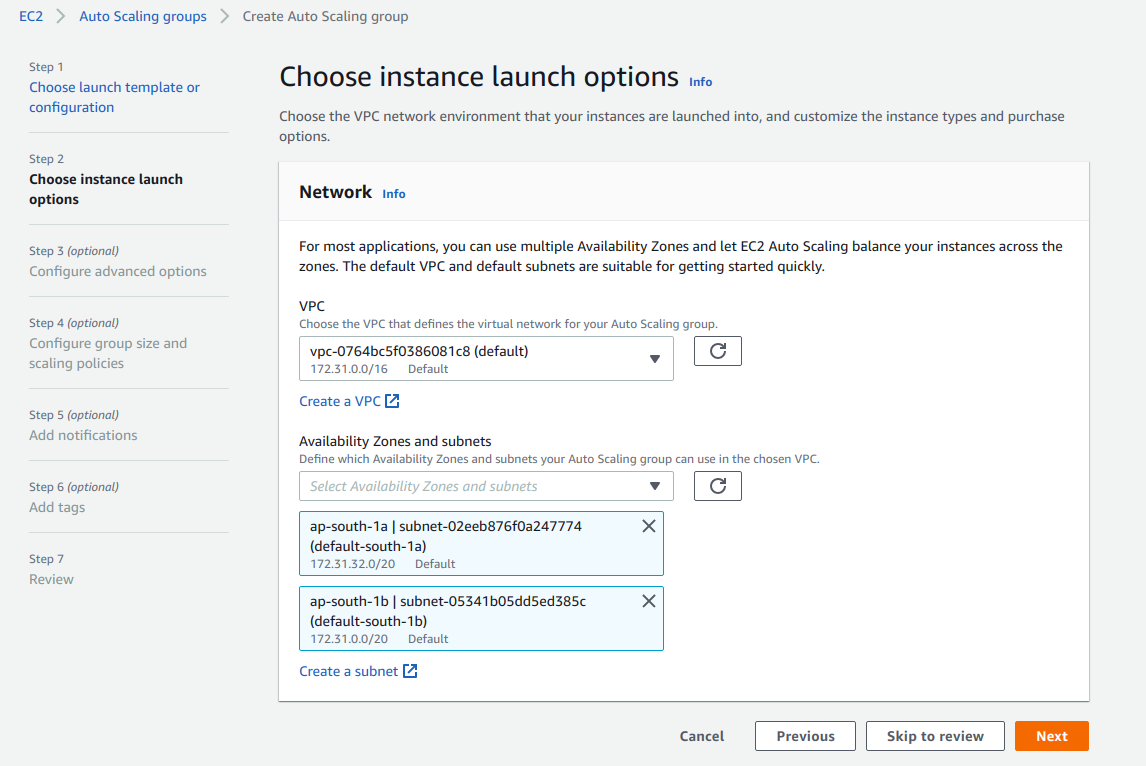 EC2 > Auto Scaling groups > Create Auto Scaling group
Step 1
Choose launch template or
configuration
Step 2
Choose instance launch
options
Step 3 (optional)
Configure advanced options
Step 4 (optional)
Configure group size and
scaling policies
Step 5 (optional)
Add notifications
Step 6 (optional)
Add tags
Step 7
Review
Choose instance launch options Info
Choose the VPC network environment that your instances are launched into, and customize the instance types and purchase
options.
Network Info
For most applications, you can use multiple Availability Zones and let EC2 Auto Scaling balance your instances across the
zones. The default VPC and default subnets are suitable for getting started quickly.
VPC
Choose the VPC that defines the virtual network for your Auto Scaling group.
vpc-0764bc5f0386081c8 (default)
172.31.0.0/16 Default
Create a VPC
Availability Zones and subnets
Define which Availability Zones and subnets your Auto Scaling group can use in the chosen VPC.
Select Availability Zones and subnets
ap-south-1a | subnet-02eeb876f0a247774
(default-south-1a)
172.31.32.0/20 Default
ap-south-1b | subnet-05341b05dd5ed385c
(default-south-1b)
172.31.0.0/20 Default
Create a subnet
Cancel Previous Skip to review Next